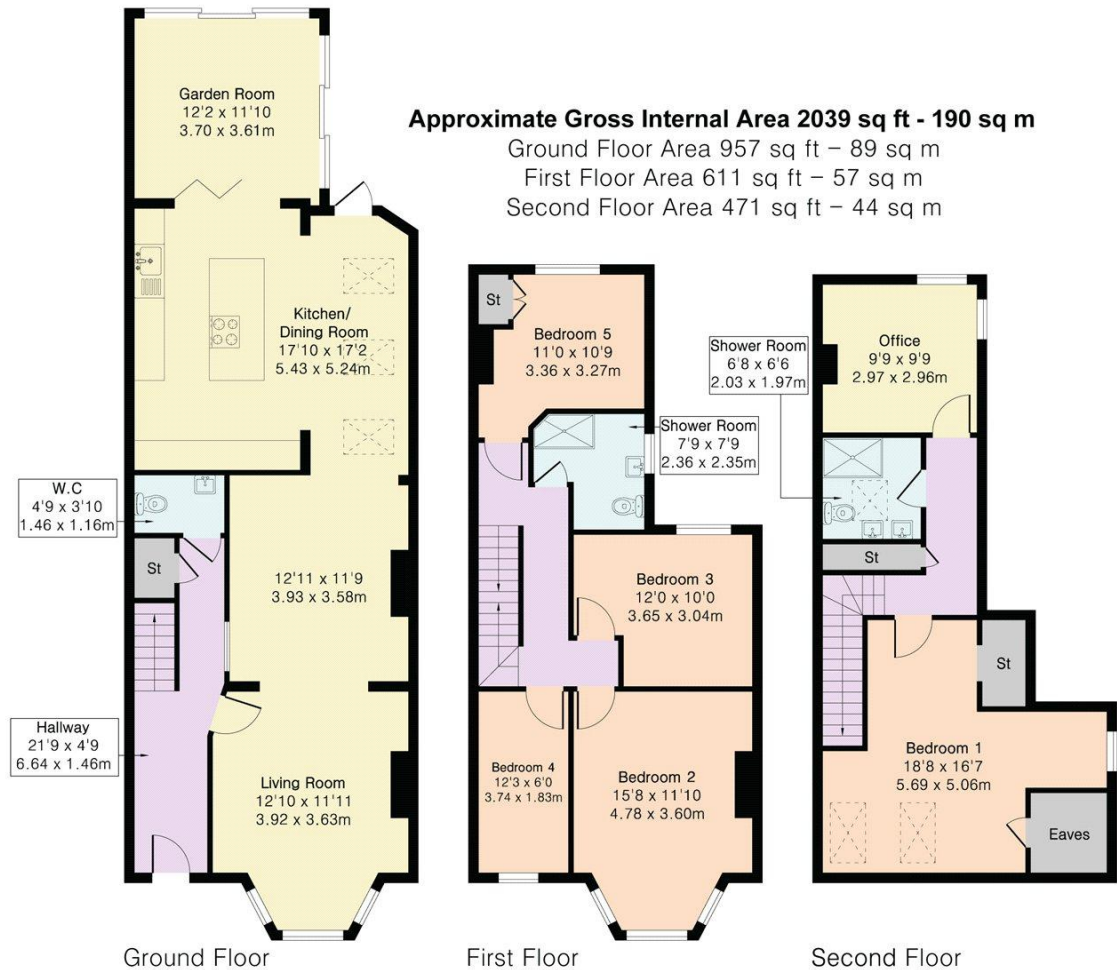 Approximate Gross Internal Area 2039 sq ft - 190 sq m
Ground Floor Area 957 sq ft – 89 sq m
First Floor Area 611 sq ft – 57 sq m
Second Floor Area 471 sq ft – 44 sq m
Garden Room
12'2 x 11'10
3.70 x 3.61m
Kitchen/
Dining Room
17'10 x 17'2
5.43 x 5.24m
W.C
4'9 x 3'10
1.46 x 1.16m
St
12'11 x 11'9
3.93 x 3.58m
Hallway
21'9 x 4'9
6.64 x 1.46m
Living Room
12'10 x 11'11
3.92 x 3.63m
Ground Floor
St
Bedroom 5
11'0 x 10'9
3.36 x 3.27m
Shower Room
7'9 x 7'9
2.36 x 2.35m
Bedroom 3
12'0 x 10'0
3.65 x 3.04m
Bedroom 4
12'3 x 6'0
3.74 x 1.83m
Bedroom 2
15'8 x 11'10
4.78 x 3.60m
First Floor
Office
9'9 x 9'9
2.97 x 2.96m
Shower Room
6'8 x 6'6
2.03 x 1.97m
St
St
Bedroom 1
18'8 x 16'7
5.69 x 5.06m
Eaves
Second Floor